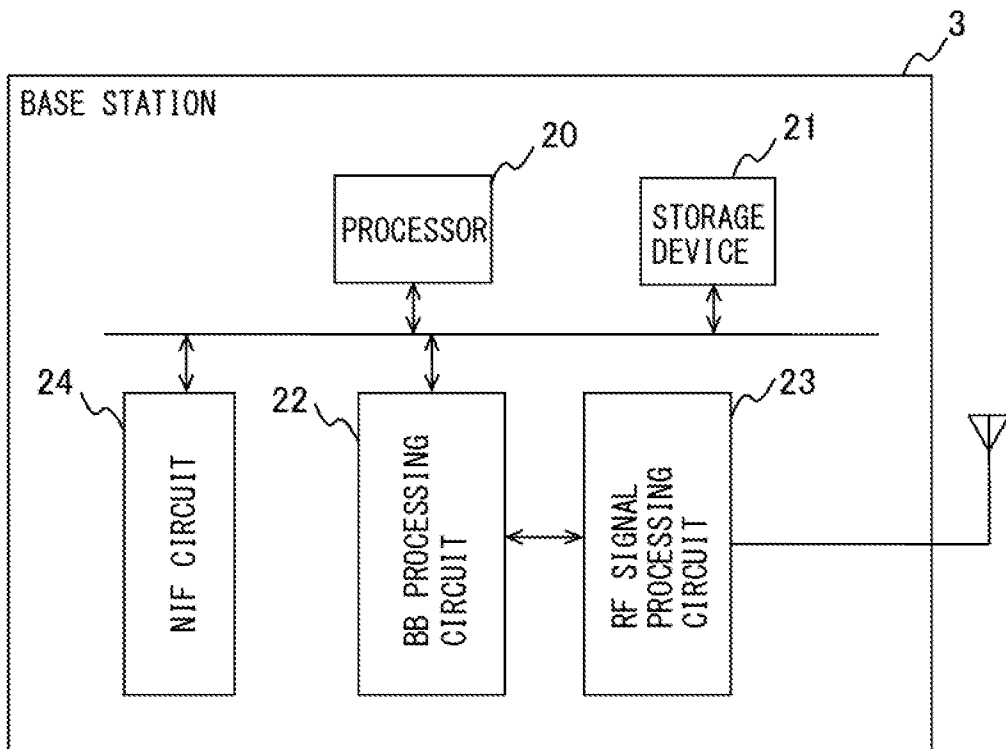 3
BASE STATION
20
21
PROCESSOR
STORAGE
DEVICE
24
22
23
NIF CIRCUIT
BB PROCESSING
CIRCUIT
RF SIGNAL
PROCESSING
CIRCUIT